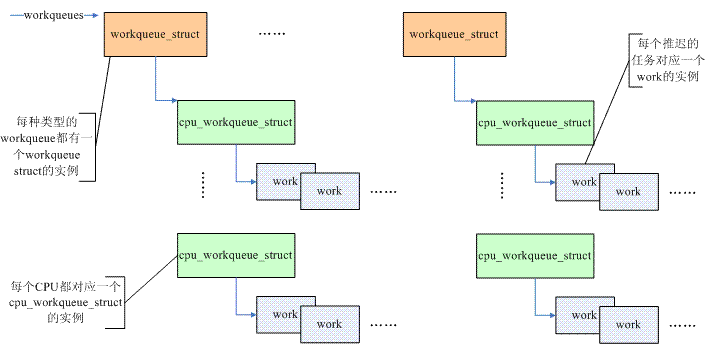 workqueues
workqueue_struct
……
workqueue_struct
每个推迟的
任务对应一个
work的实例
每种类型的
workqueue都有一
个workqueue
struct的实例
cpu_workqueue_struct
cpu_workqueue_struct
……
work
work
……
……
work
work
……
cpu_workqueue_struct
cpu_workqueue_struct
每个CPU都对应一个
cpu_workqueue_struct
的实例
work
work
……
work
work
……